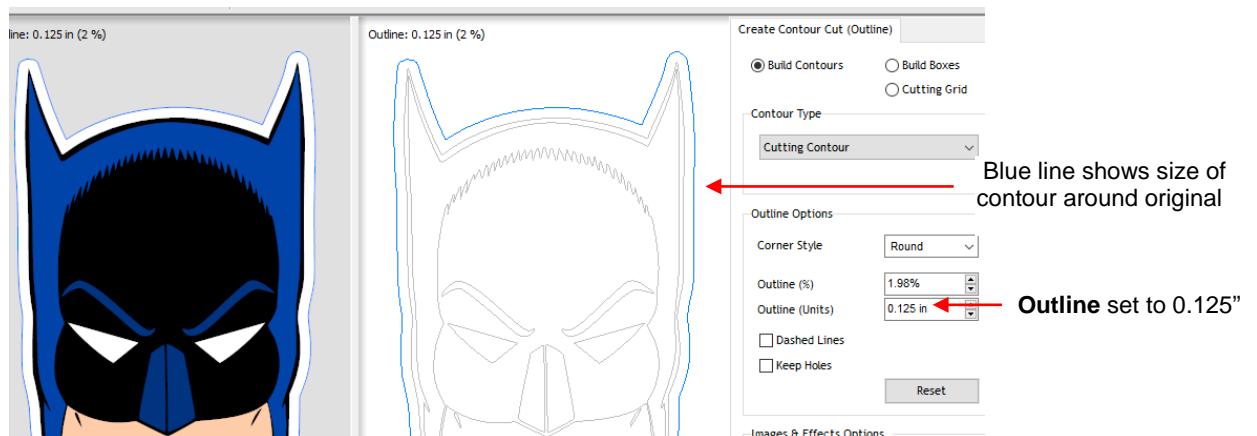 line: 0.125 in (2 %)
Outline: 0.125 in (2 %)
Create Contour Cut (Outline)
Build Contours
Build Boxes
Cutting Grid
Contour Type
Cutting Contour
Blue line shows size of
contour around original
Outline Options
Corner Style
Round
Outline (%)
1.98%
Outline (Units)
0.125 in
Outline set to 0.125”
Dashed Lines
Keep Holes
Reset
Images & Effects Options